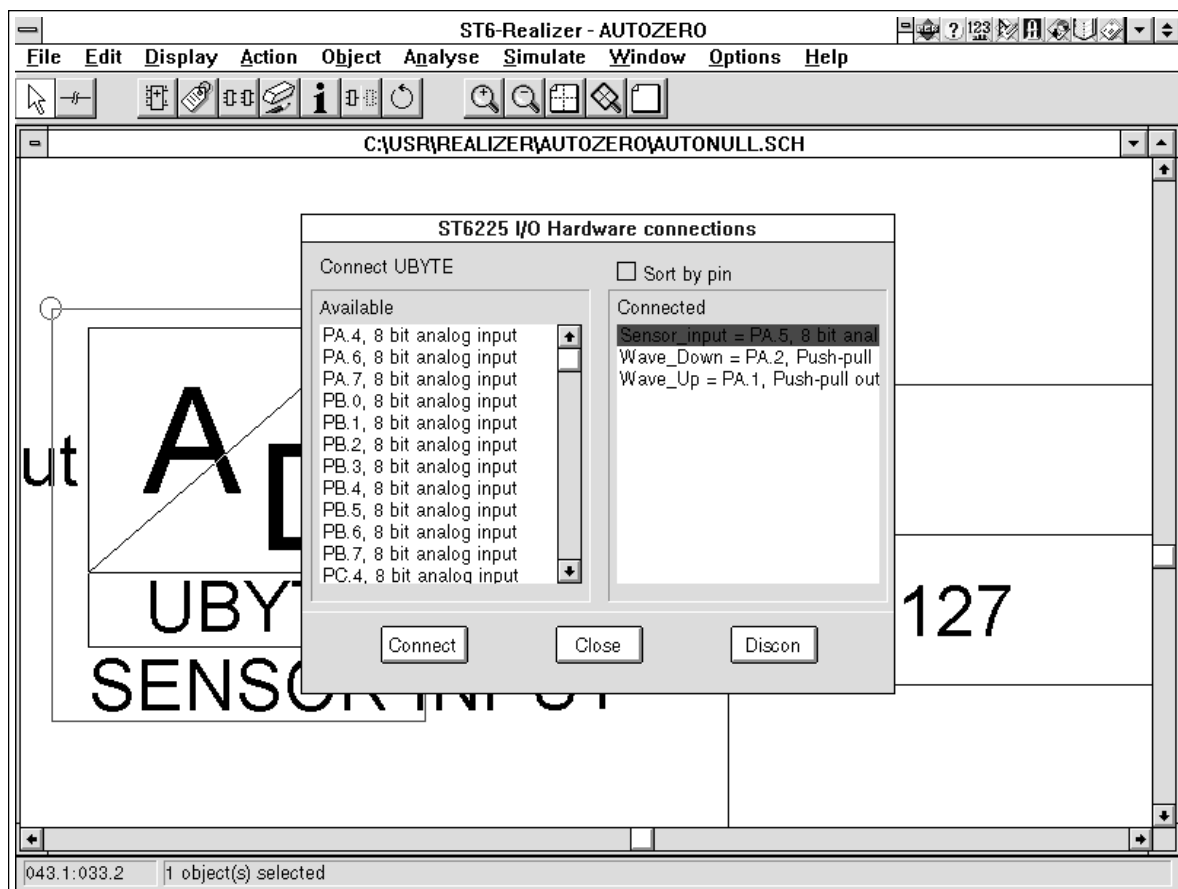 ST6-Realizer - AUTOZERO
? 123
File Edit Display Action Object Analyse Simulate Window Options Help
C:\USR\REALIZER\AUTOZERO\AUTONULL.SCH
ST6225 I/O Hardware connections
Connect UBYTE
Sort by pin
Available
PA.4, 8 bit analog input
PA.6, 8 bit analog input
PA.7, 8 bit analog input
PB.0, 8 bit analog input
PB.1, 8 bit analog input
PB.2, 8 bit analog input
PB.3, 8 bit analog input
PB.4, 8 bit analog input
PB.5, 8 bit analog input
PB.6, 8 bit analog input
PB.7, 8 bit analog input
PC.4, 8 bit analog input
Connected
Sensor_input = PA.5, 8 bit anal
Wave_Down = PA.2, Push-pull
Wave_Up = PA.1, Push-pull out
Connect Close Discon
ut
A
UBYT
SENSOR INPUT
127
043.1:033.2 1 object(s) selected